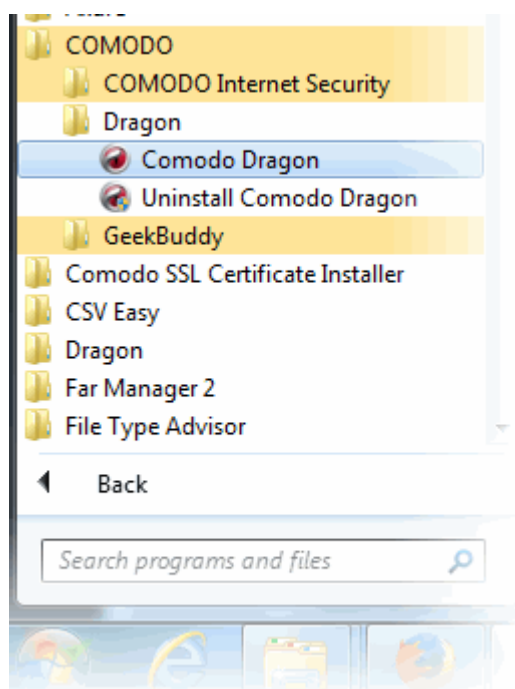 COMODO
COMODO Internet Security
Dragon
Comodo Dragon
Uninstall Comodo Dragon
GeekBuddy
Comodo SSL Certificate Installer
CSV Easy
Dragon
Far Manager 2
File Type Advisor
Back
Search programs and files